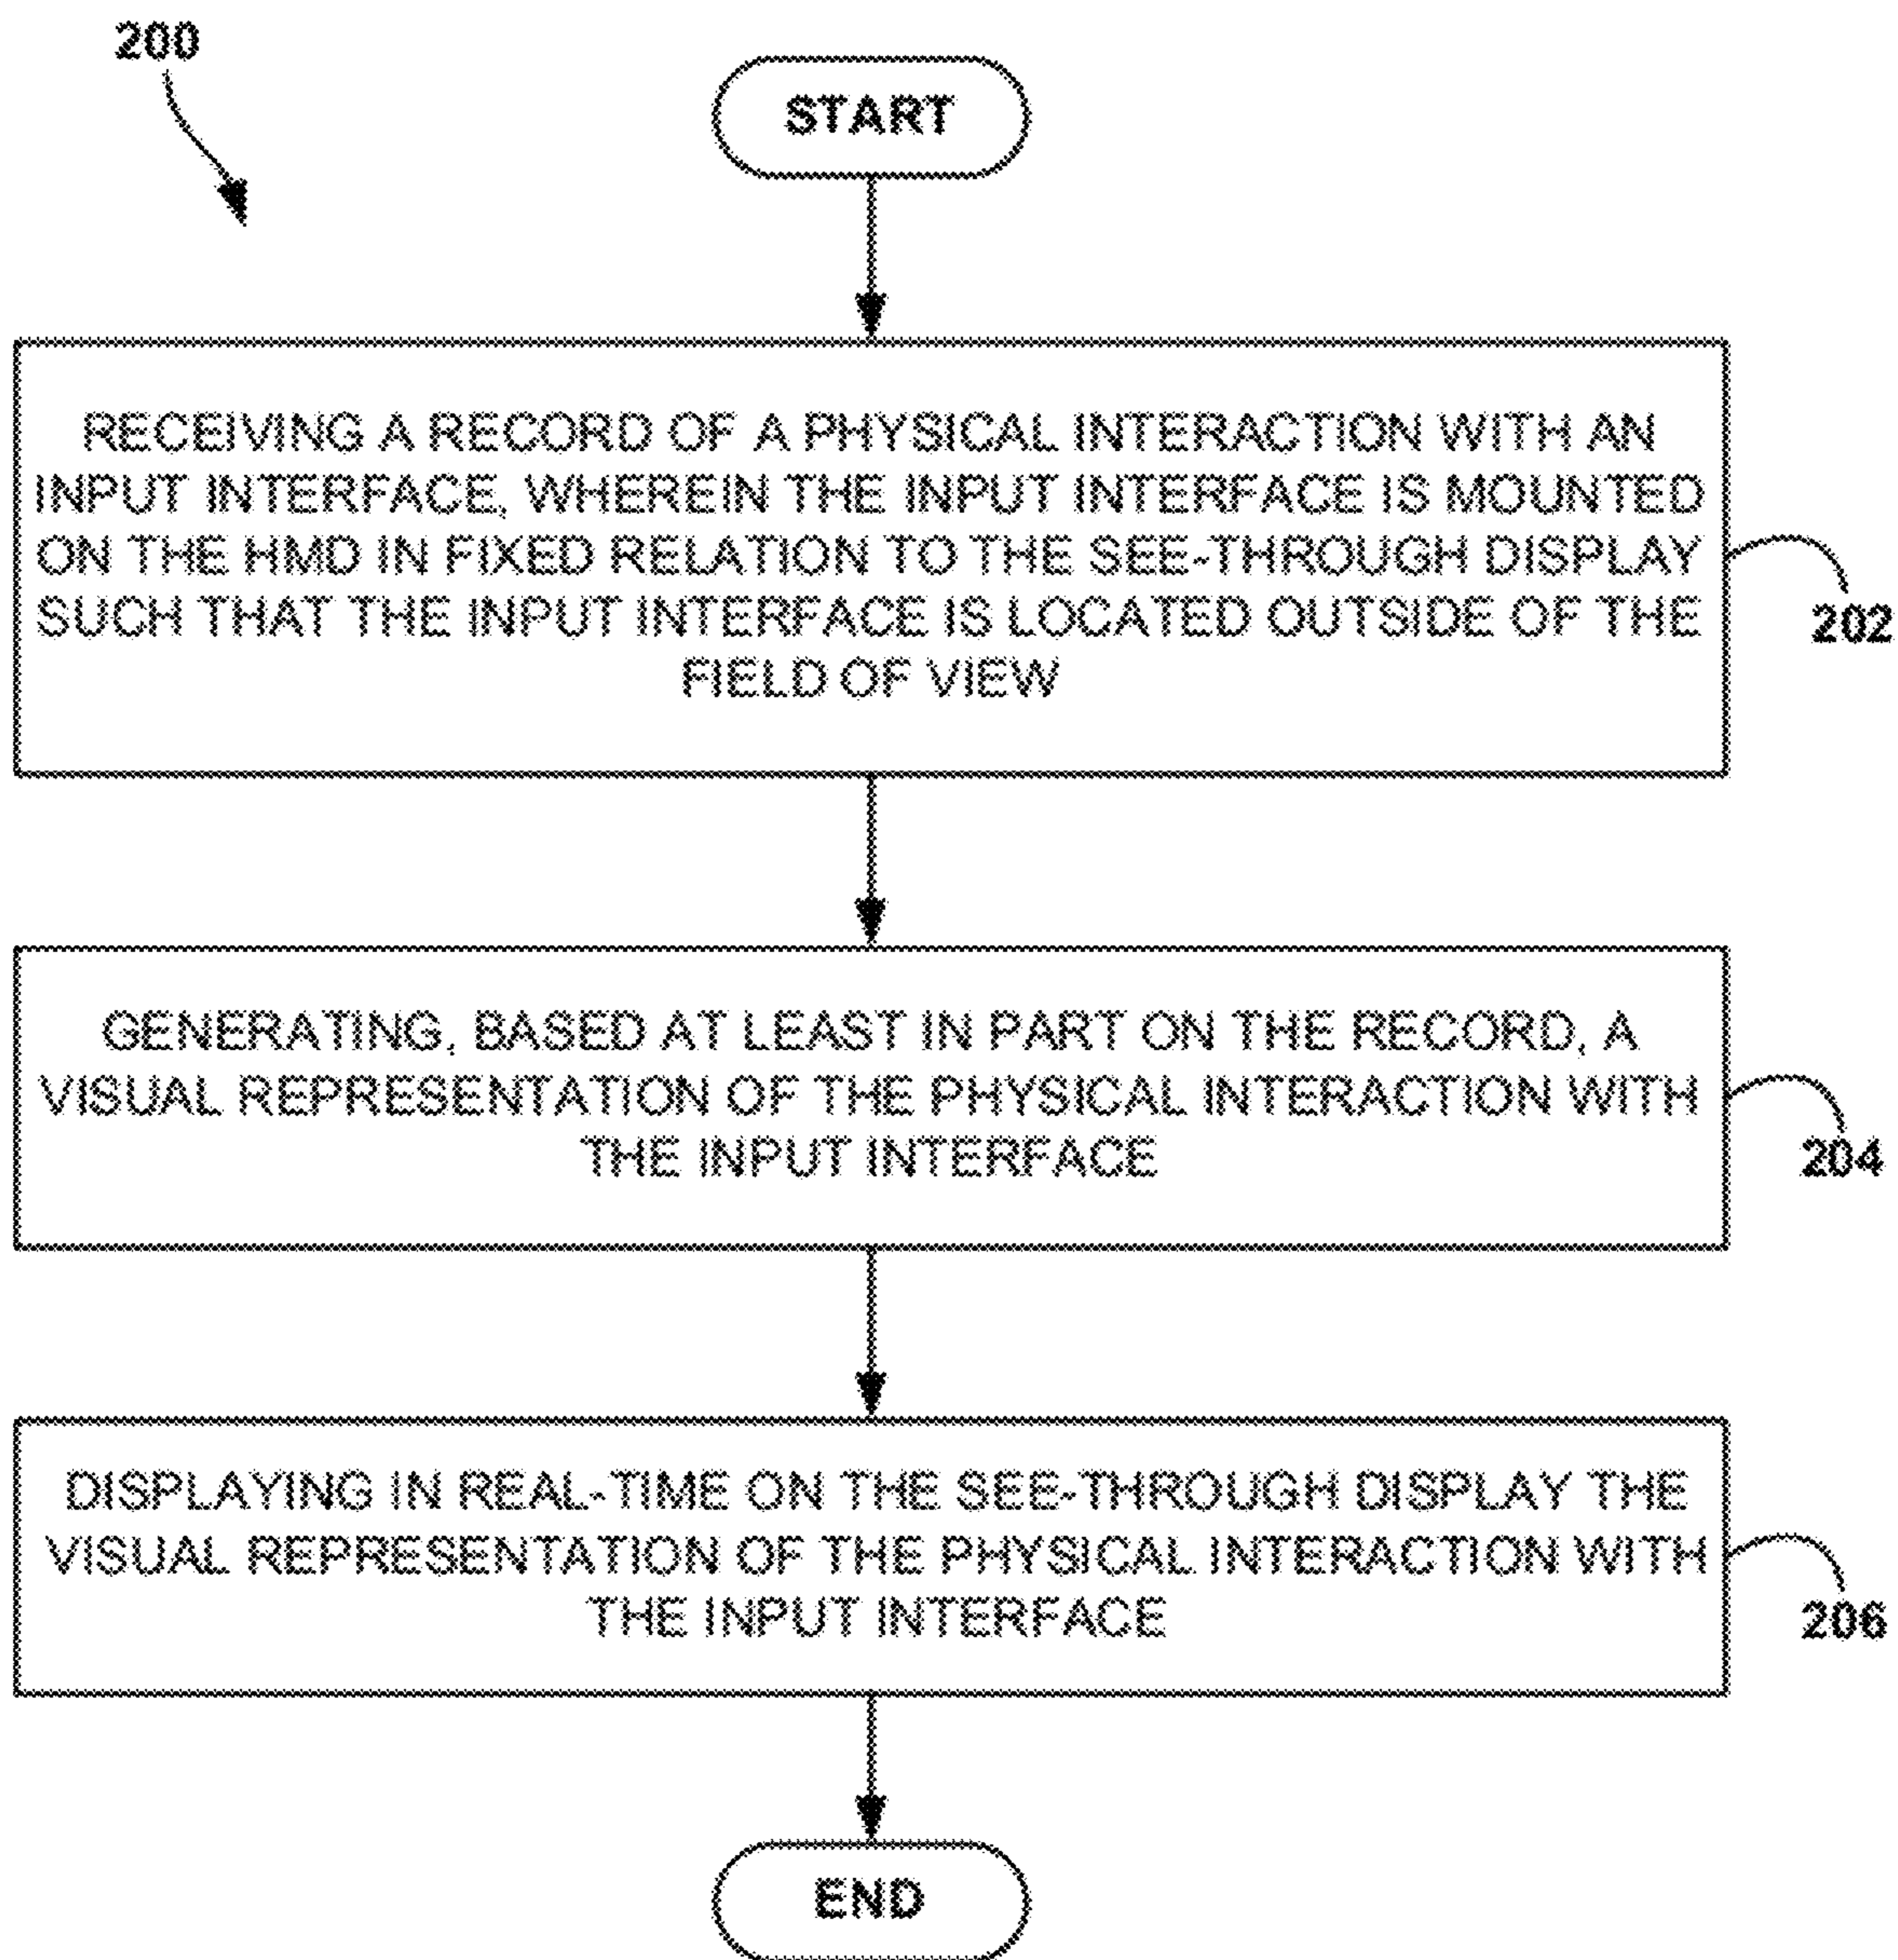 200
START
RECEIVING A RECORD OF A PHYSICAL INTERACTION WITH AN
INPUT INTERFACE, WHEREIN THE INPUT INTERFACE IS MOUNTED
ON THE HMD IN FIXED RELATION TO THE SEE-THROUGH DISPLAY
SUCH THAT THE INPUT INTERFACE IS LOCATED OUTSIDE OF THE
FIELD OF VIEW
202
GENERATING, BASED AT LEAST IN PART ON THE RECORD, A
VISUAL REPRESENTATION OF THE PHYSICAL INTERACTION WITH
THE INPUT INTERFACE
204
DISPLAYING IN REAL-TIME ON THE SEE-THROUGH DISPLAY THE
VISUAL REPRESENTATION OF THE PHYSICAL INTERACTION WITH
THE INPUT INTERFACE
206
END